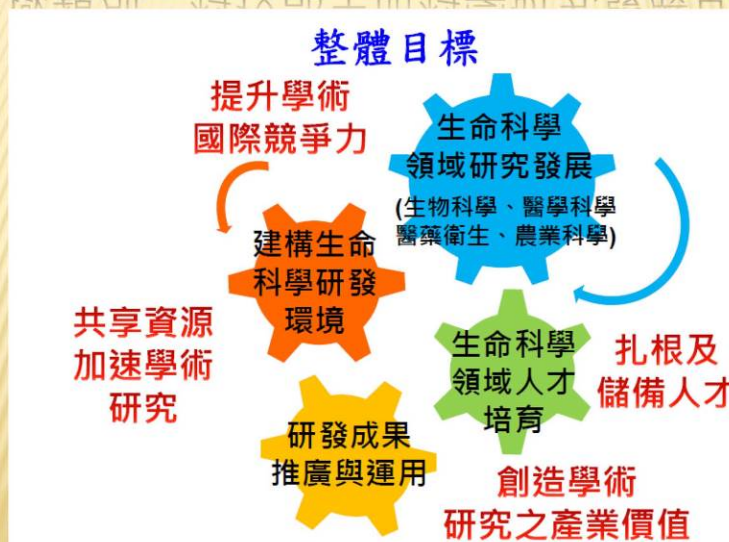 整體目標
提升學術
國際競爭力
生命科學
領域研究發展
(生物科學、醫學科學
醫藥衛生、農業科學)
建構生命
科學研發
環境
共享資源
加速學術
研究
生命科學
領域人才
培育
扎根及
儲備人才
研發成果
推廣與運用
創造學術
研究之產業價值